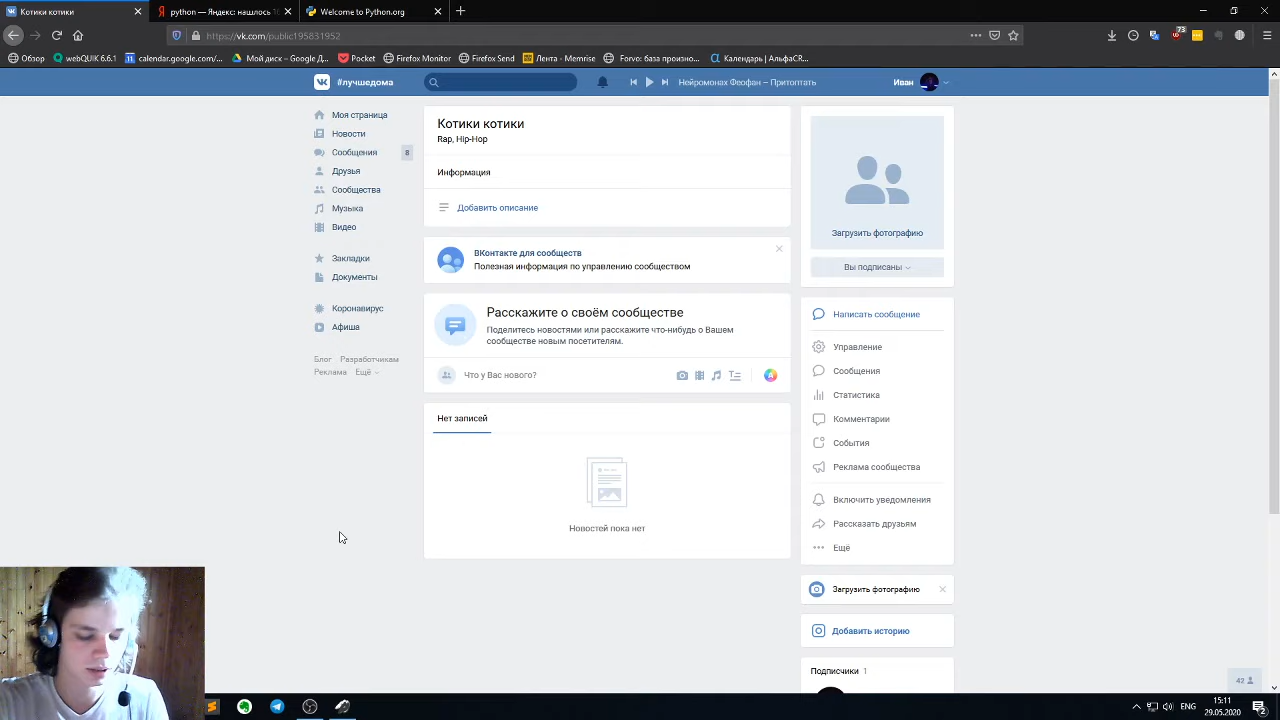 Котики котики
python — Яндекс: нашлось 10
Welcome to Python.org
https://vk.com/public195831952
73
Обзор
webQUIK 6.6.1
calendar.google.com/...
Мой диск – Google Д...
Pocket
Firefox Monitor
Firefox Send
Лента - Memrise
Forvo: база произно...
Календарь | АльфаCR...
#лучшедома
Нейромонах Феофан – Притоптать
Иван
Моя страница
Новости
Сообщения
8
Друзья
Сообщества
Музыка
Видео
Закладки
Документы
Коронавирус
Афиша
Блог Разработчикам
Реклама Ещё
Котики котики
Rap, Hip-Hop
Информация
Добавить описание
ВКонтакте для сообществ
Полезная информация по управлению сообществом
Расскажите о своём сообществе
Поделитесь новостями или расскажите что-нибудь о Вашем
сообществе новым посетителям.
Что у Вас нового?
Нет записей
Новостей пока нет
Загрузить фотографию
Вы подписаны
Написать сообщение
Управление
Сообщения
Статистика
Комментарии
События
Реклама сообщества
Включить уведомления
Рассказать друзьям
Ещё
Загрузить фотографию
Добавить историю
Подписчики 1
42
ENG
15:11
29.05.2020
2